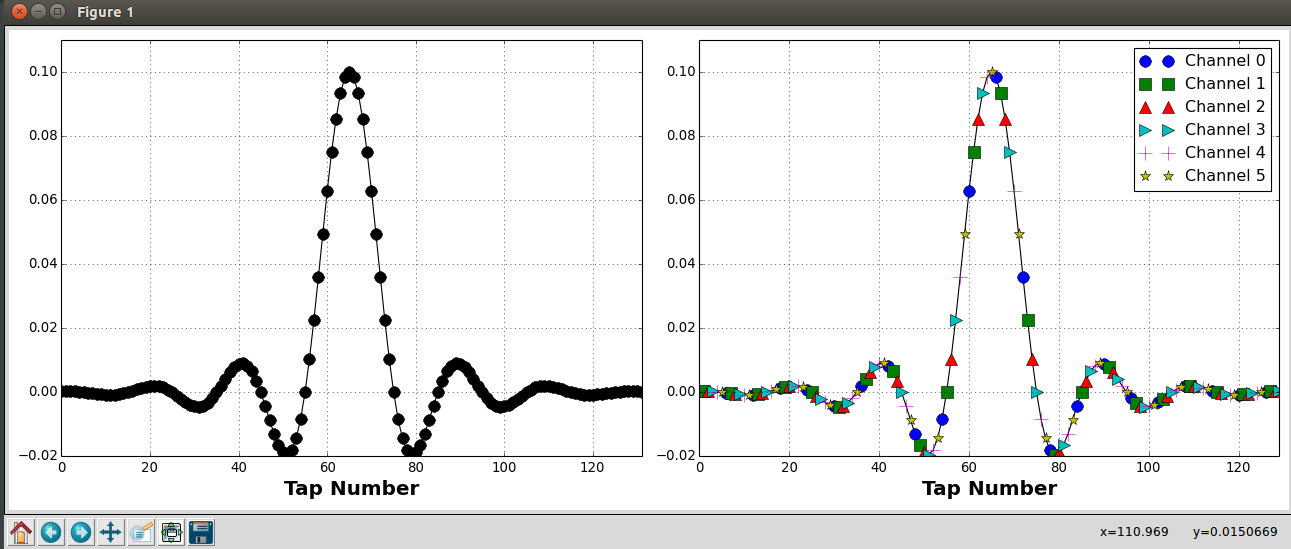 Figure 1
0.10
0.08
0.06
0.04
0.02
0.00
−0.02
0 20 40 60 80 100 120
Tap Number
0.10
0.08
0.06
0.04
0.02
0.00
−0.02
0 20 40 60 80 100 120
Tap Number
Channel 0
Channel 1
Channel 2
Channel 3
Channel 4
Channel 5
x=110.969 y=0.0150669